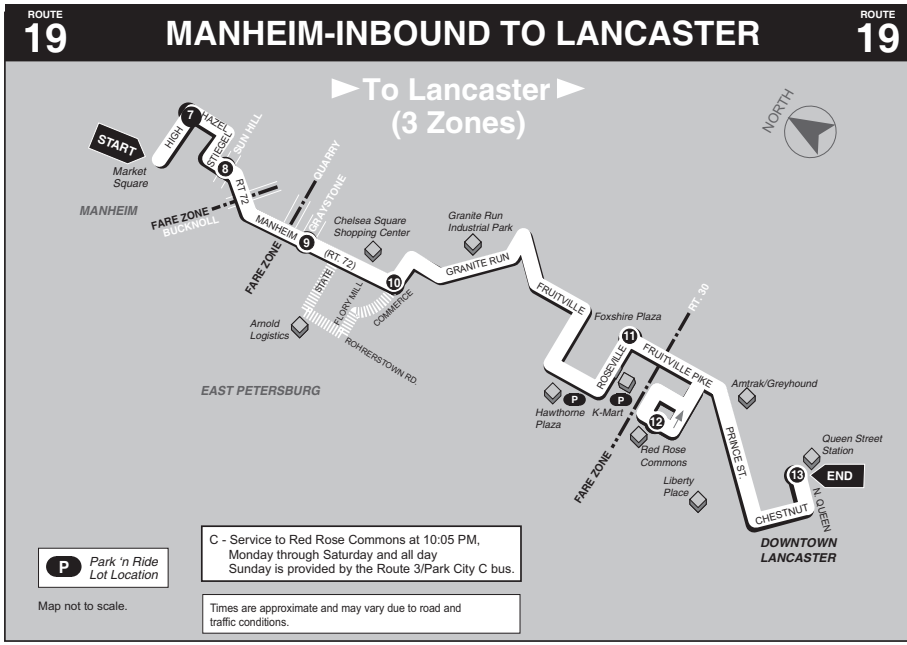 ROUTE
19
MANHEIM-INBOUND TO LANCASTER
ROUTE
19
To Lancaster
(3 Zones)
NORTH
START
Market
Square
MANHEIM
HIGH
7
HAZEL
STIEGEL
SUN HILL
8
RT 72
FARE ZONE
BUCKNOLL
QUARRY
GRAYSTONE
MANHEIM
9
(RT. 72)
FARE ZONE
Chelsea Square
Shopping Center
STATE
FLORY MILL
10
COMMERCE
Arnold
Logistics
ROHRERSTOWN RD.
EAST PETERSBURG
Granite Run
Industrial Park
GRANITE RUN
FRUITVILLE
Foxshire Plaza
11
RT. 30
ROSEVILLE
FRUITVILLE PIKE
Hawthorne
Plaza
P
K-Mart
P
12
Red Rose
Commons
FARE ZONE
Liberty
Place
Amtrak/Greyhound
PRINCE ST.
Queen Street
Station
13
END
N. QUEEN
CHESTNUT
DOWNTOWN
LANCASTER
P
Park 'n Ride
Lot Location
Map not to scale.
C - Service to Red Rose Commons at 10:05 PM,
Monday through Saturday and all day
Sunday is provided by the Route 3/Park City C bus.
Times are approximate and may vary due to road and
traffic conditions.